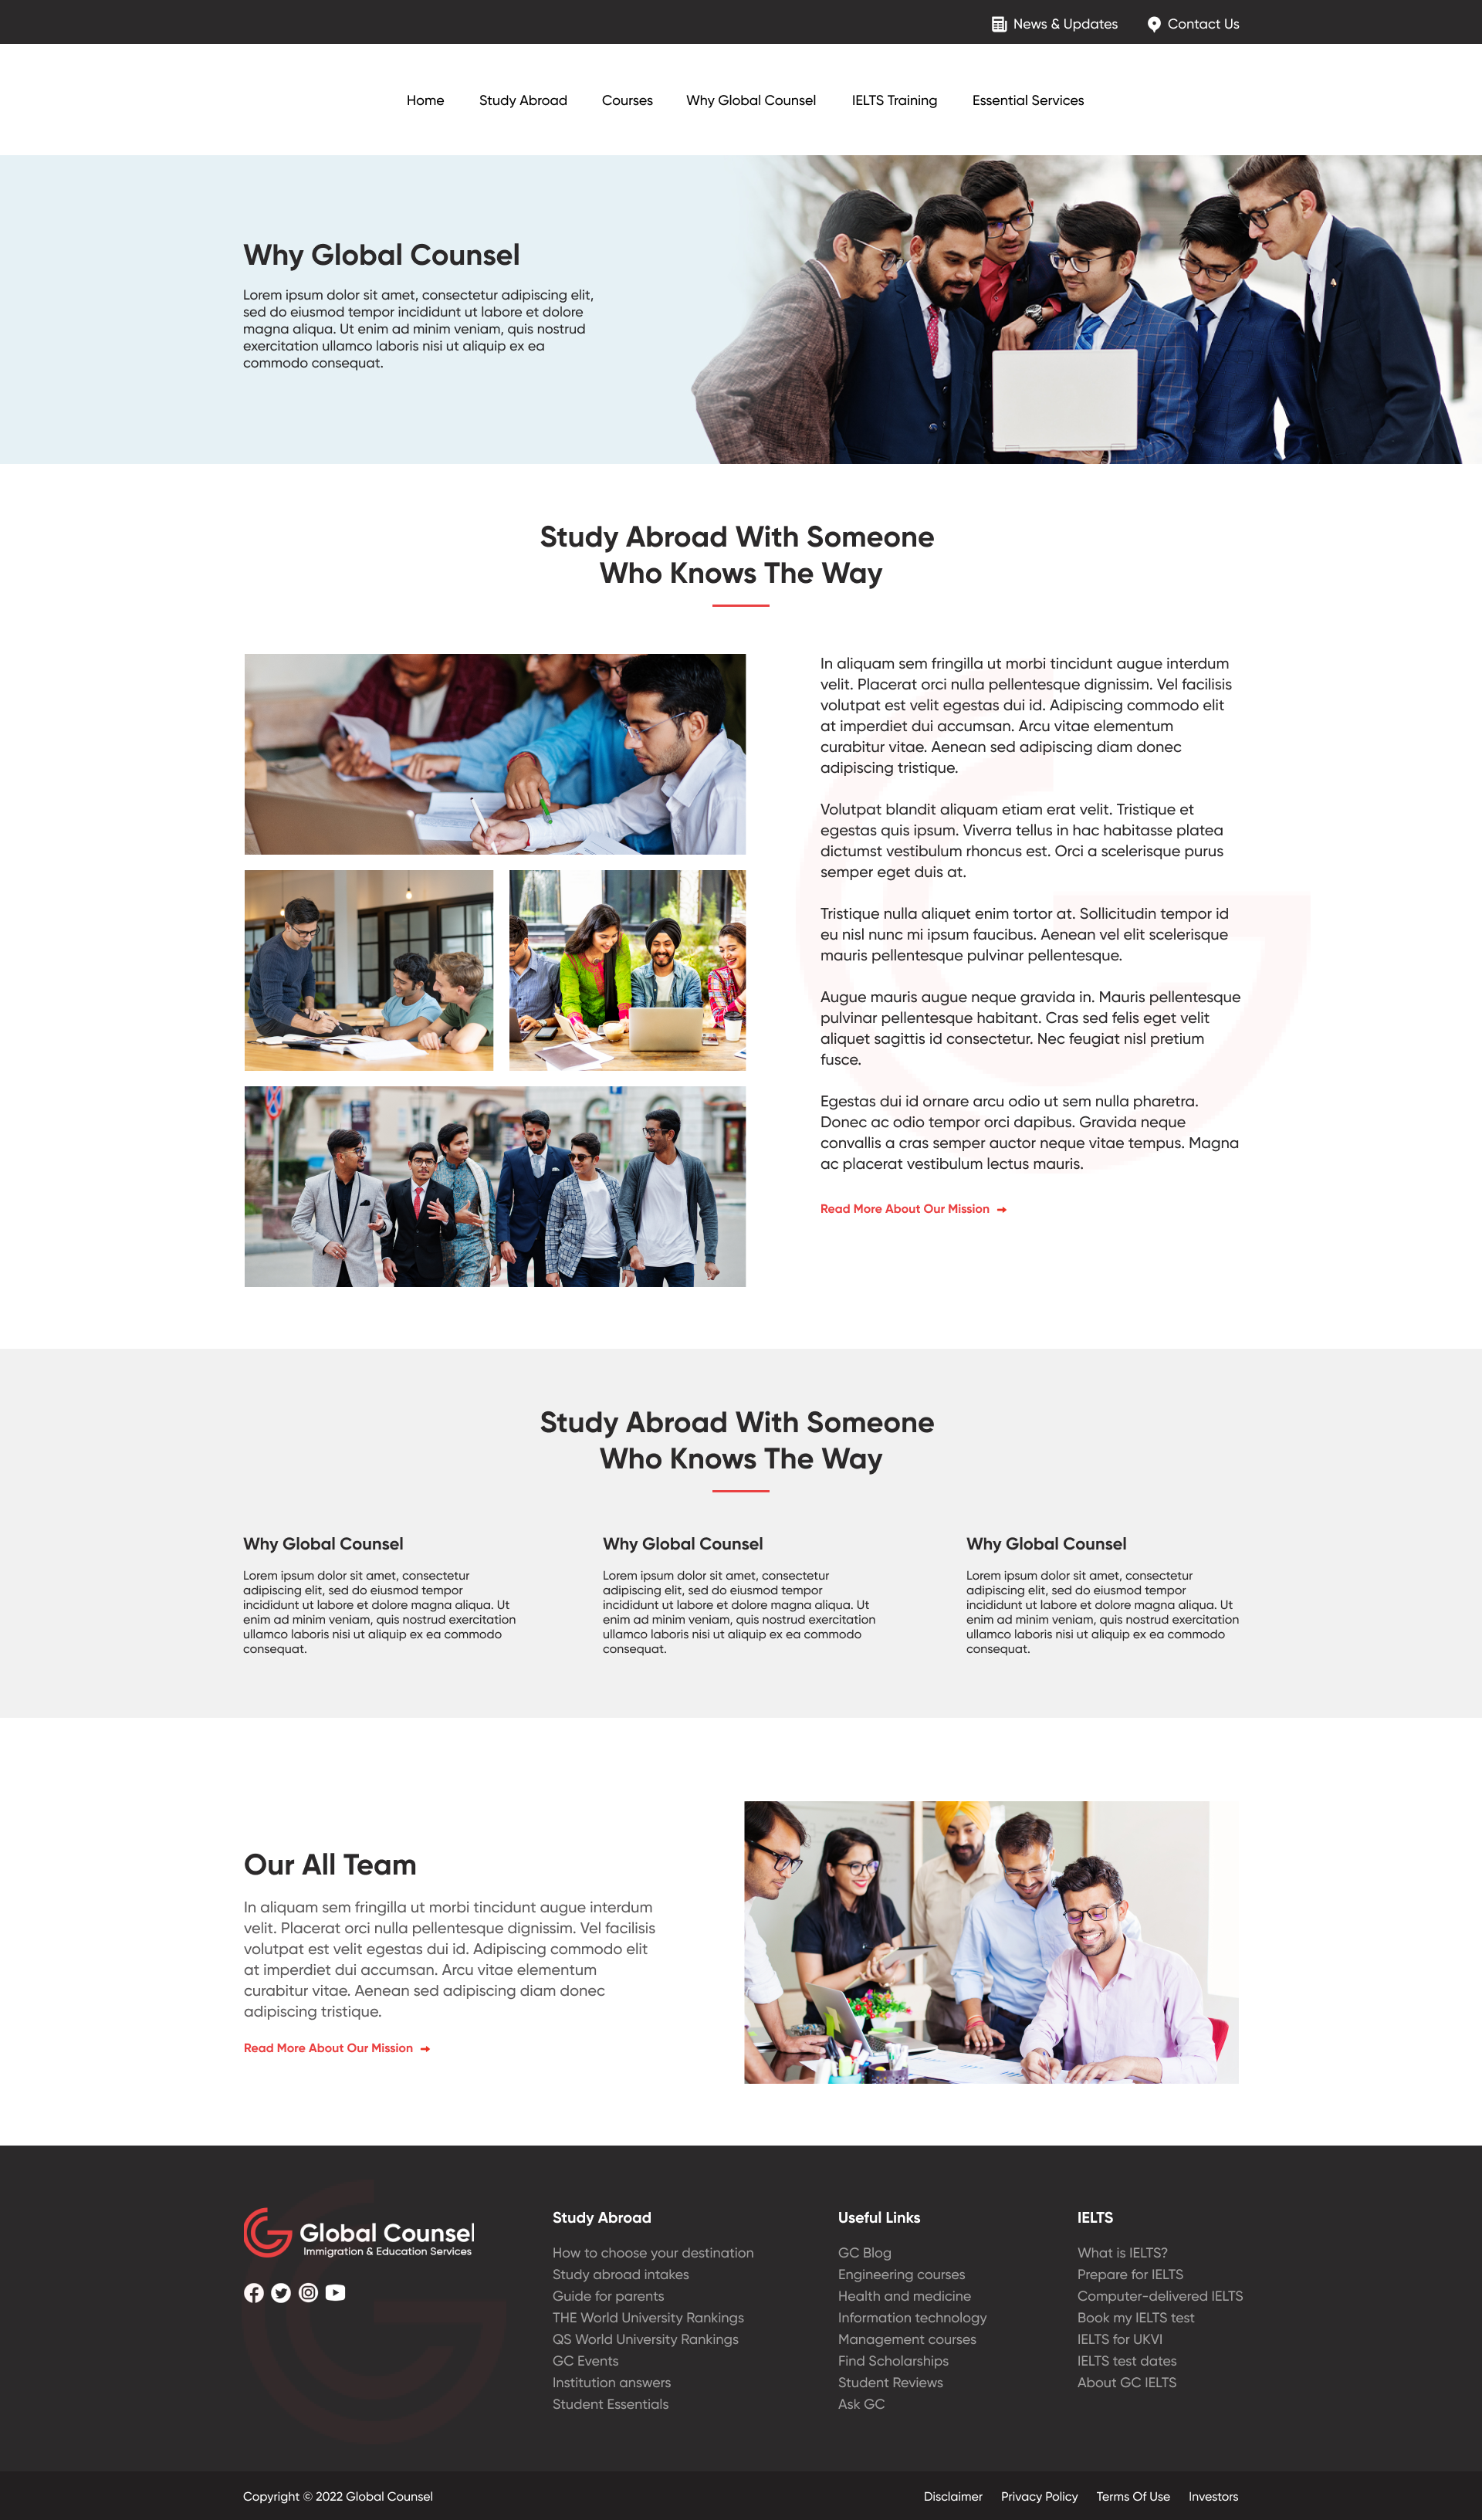 News & Updates
Contact Us
Home
Study Abroad
Courses
Why Global Counsel
IELTS Training
Essential Services
Why Global Counsel
Lorem ipsum dolor sit amet, consectetur adipiscing elit,
sed do eiusmod tempor incididunt ut labore et dolore
magna aliqua. Ut enim ad minim veniam, quis nostrud
exercitation ullamco laboris nisi ut aliquip ex ea
commodo consequat.
Study Abroad With Someone
Who Knows The Way
In aliquam sem fringilla ut morbi tincidunt augue interdum
velit. Placerat orci nulla pellentesque dignissim. Vel facilisis
volutpat est velit egestas dui id. Adipiscing commodo elit
at imperdiet dui accumsan. Arcu vitae elementum
curabitur vitae. Aenean sed adipiscing diam donec
adipiscing tristique.
Volutpat blandit aliquam etiam erat velit. Tristique et
egestas quis ipsum. Viverra tellus in hac habitasse platea
dictumst vestibulum rhoncus est. Orci a scelerisque purus
semper eget duis at.
Tristique nulla aliquet enim tortor at. Sollicitudin tempor id
eu nisl nunc mi ipsum faucibus. Aenean vel elit scelerisque
mauris pellentesque pulvinar pellentesque.
Augue mauris augue neque gravida in. Mauris pellentesque
pulvinar pellentesque habitant. Cras sed felis eget velit
aliquet sagittis id consectetur. Nec feugiat nisl pretium
fusce.
Egestas dui id ornare arcu odio ut sem nulla pharetra.
Donec ac odio tempor orci dapibus. Gravida neque
convallis a cras semper auctor neque vitae tempus. Magna
ac placerat vestibulum lectus mauris.
Read More About Our Mission
Study Abroad With Someone
Who Knows The Way
Why Global Counsel
Lorem ipsum dolor sit amet, consectetur
adipiscing elit, sed do eiusmod tempor
incididunt ut labore et dolore magna aliqua. Ut
enim ad minim veniam, quis nostrud exercitation
ullamco laboris nisi ut aliquip ex ea commodo
consequat.
Why Global Counsel
Lorem ipsum dolor sit amet, consectetur
adipiscing elit, sed do eiusmod tempor
incididunt ut labore et dolore magna aliqua. Ut
enim ad minim veniam, quis nostrud exercitation
ullamco laboris nisi ut aliquip ex ea commodo
consequat.
Why Global Counsel
Lorem ipsum dolor sit amet, consectetur
adipiscing elit, sed do eiusmod tempor
incididunt ut labore et dolore magna aliqua. Ut
enim ad minim veniam, quis nostrud exercitation
ullamco laboris nisi ut aliquip ex ea commodo
consequat.
Our All Team
In aliquam sem fringilla ut morbi tincidunt augue interdum
velit. Placerat orci nulla pellentesque dignissim. Vel facilisis
volutpat est velit egestas dui id. Adipiscing commodo elit
at imperdiet dui accumsan. Arcu vitae elementum
curabitur vitae. Aenean sed adipiscing diam donec
adipiscing tristique.
Read More About Our Mission
Global Counsel
Immigration & Education Services
Study Abroad
How to choose your destination
Study abroad intakes
Guide for parents
THE World University Rankings
QS World University Rankings
GC Events
Institution answers
Student Essentials
Useful Links
GC Blog
Engineering courses
Health and medicine
Information technology
Management courses
Find Scholarships
Student Reviews
Ask GC
IELTS
What is IELTS?
Prepare for IELTS
Computer-delivered IELTS
Book my IELTS test
IELTS for UKVI
IELTS test dates
About GC IELTS
Copyright © 2022 Global Counsel
Disclaimer
Privacy Policy
Terms Of Use
Investors